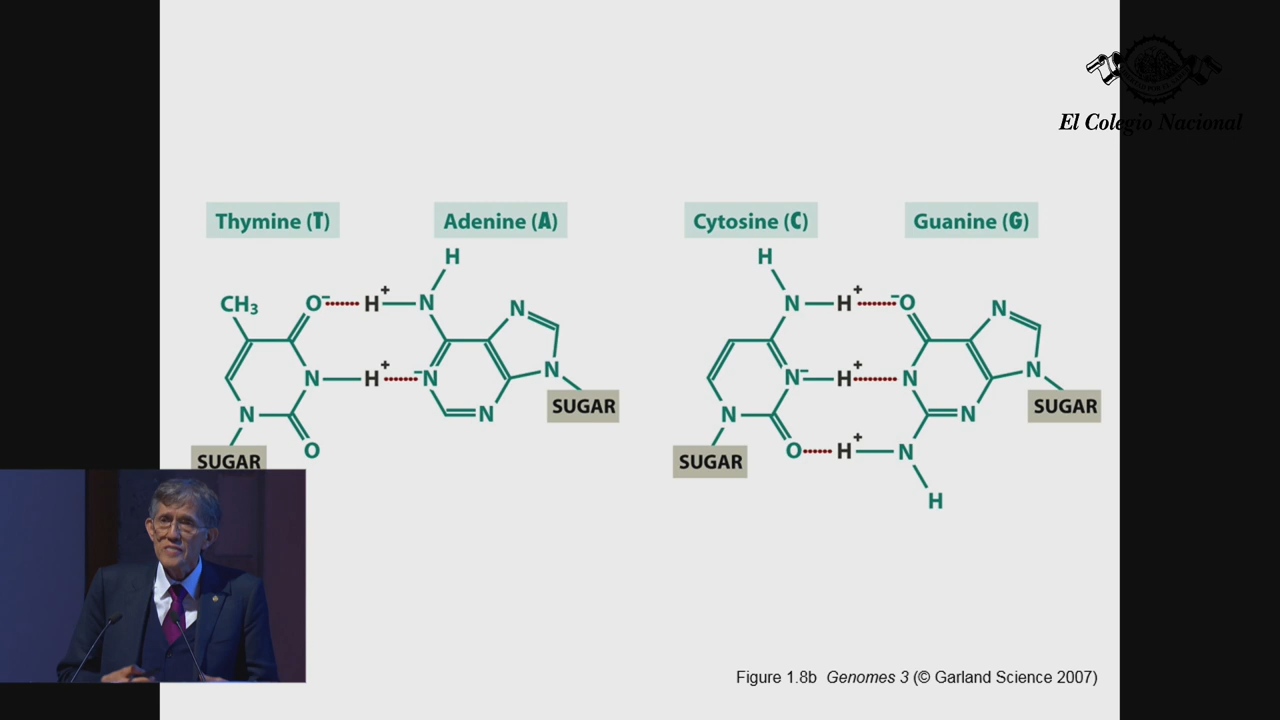 El Colegio Nacional
Thymine (T)
Adenine (A)
Cytosine (C)
Guanine (G)
H
H
CH₃
O⁻
H⁺
N
N
N
H⁺
⁻O
N
N
H⁺
⁻N
N
N⁻
H⁺
N
N
SUGAR
SUGAR
N
O
N
N
O
H⁺
N
N
SUGAR
SUGAR
H
Figure 1.8b Genomes 3 (© Garland Science 2007)